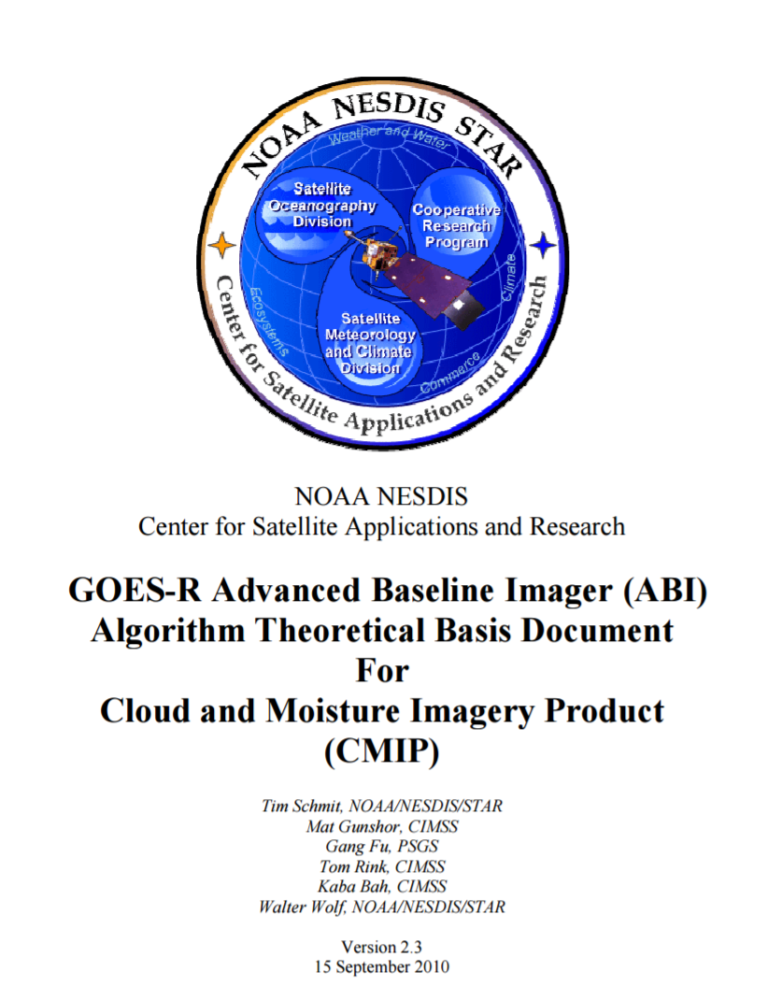 NOAA NESDIS STAR
Weather and Water
Satellite
Oceanography
Division
Cooperative
Research
Program
Climate
Ecosystems
Satellite
Meteorology
and Climate
Division
Commerce
Center for Satellite Applications and Research
NOAA NESDIS
Center for Satellite Applications and Research
GOES-R Advanced Baseline Imager (ABI)
Algorithm Theoretical Basis Document
For
Cloud and Moisture Imagery Product
(CMIP)
Tim Schmit, NOAA/NESDIS/STAR
Mat Gunshor, CIMSS
Gang Fu, PSGS
Tom Rink, CIMSS
Kaba Bah, CIMSS
Walter Wolf, NOAA/NESDIS/STAR
Version 2.3
15 September 2010